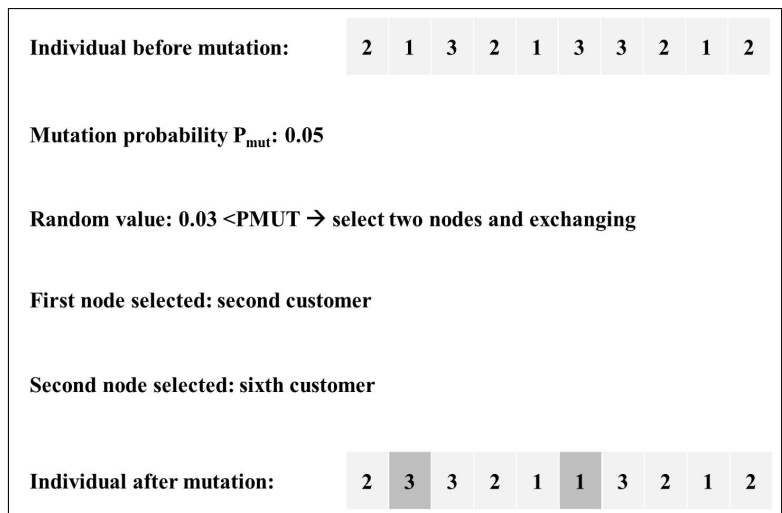 Individual before mutation: 2 1 3 2 1 3 3 2 1 2
Mutation probability Pmut: 0.05
Random value: 0.03 <PMUT → select two nodes and exchanging
First node selected: second customer
Second node selected: sixth customer
Individual after mutation: 2 3 3 2 1 1 3 2 1 2